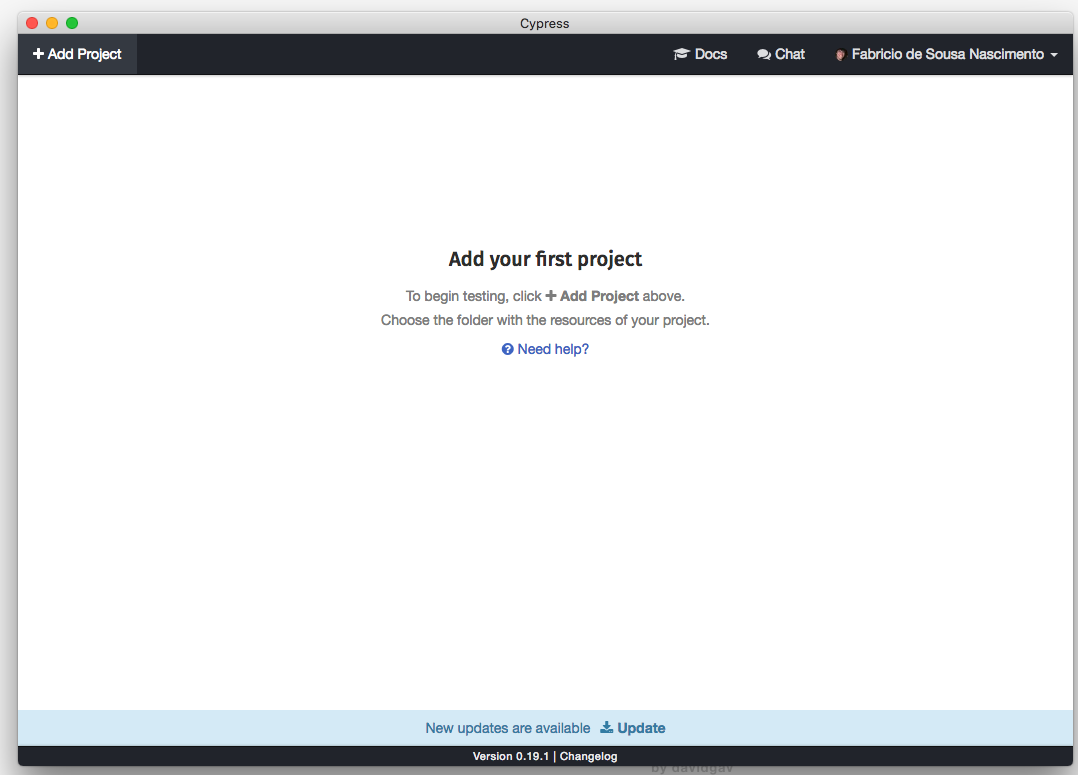 Cypress
Add Project
Docs
Chat
Fabricio de Sousa Nascimento
Add your first project
To begin testing, click Add Project above.
Choose the folder with the resources of your project.
Need help?
New updates are available Update
Version 0.19.1 | Changelog
by davidgav